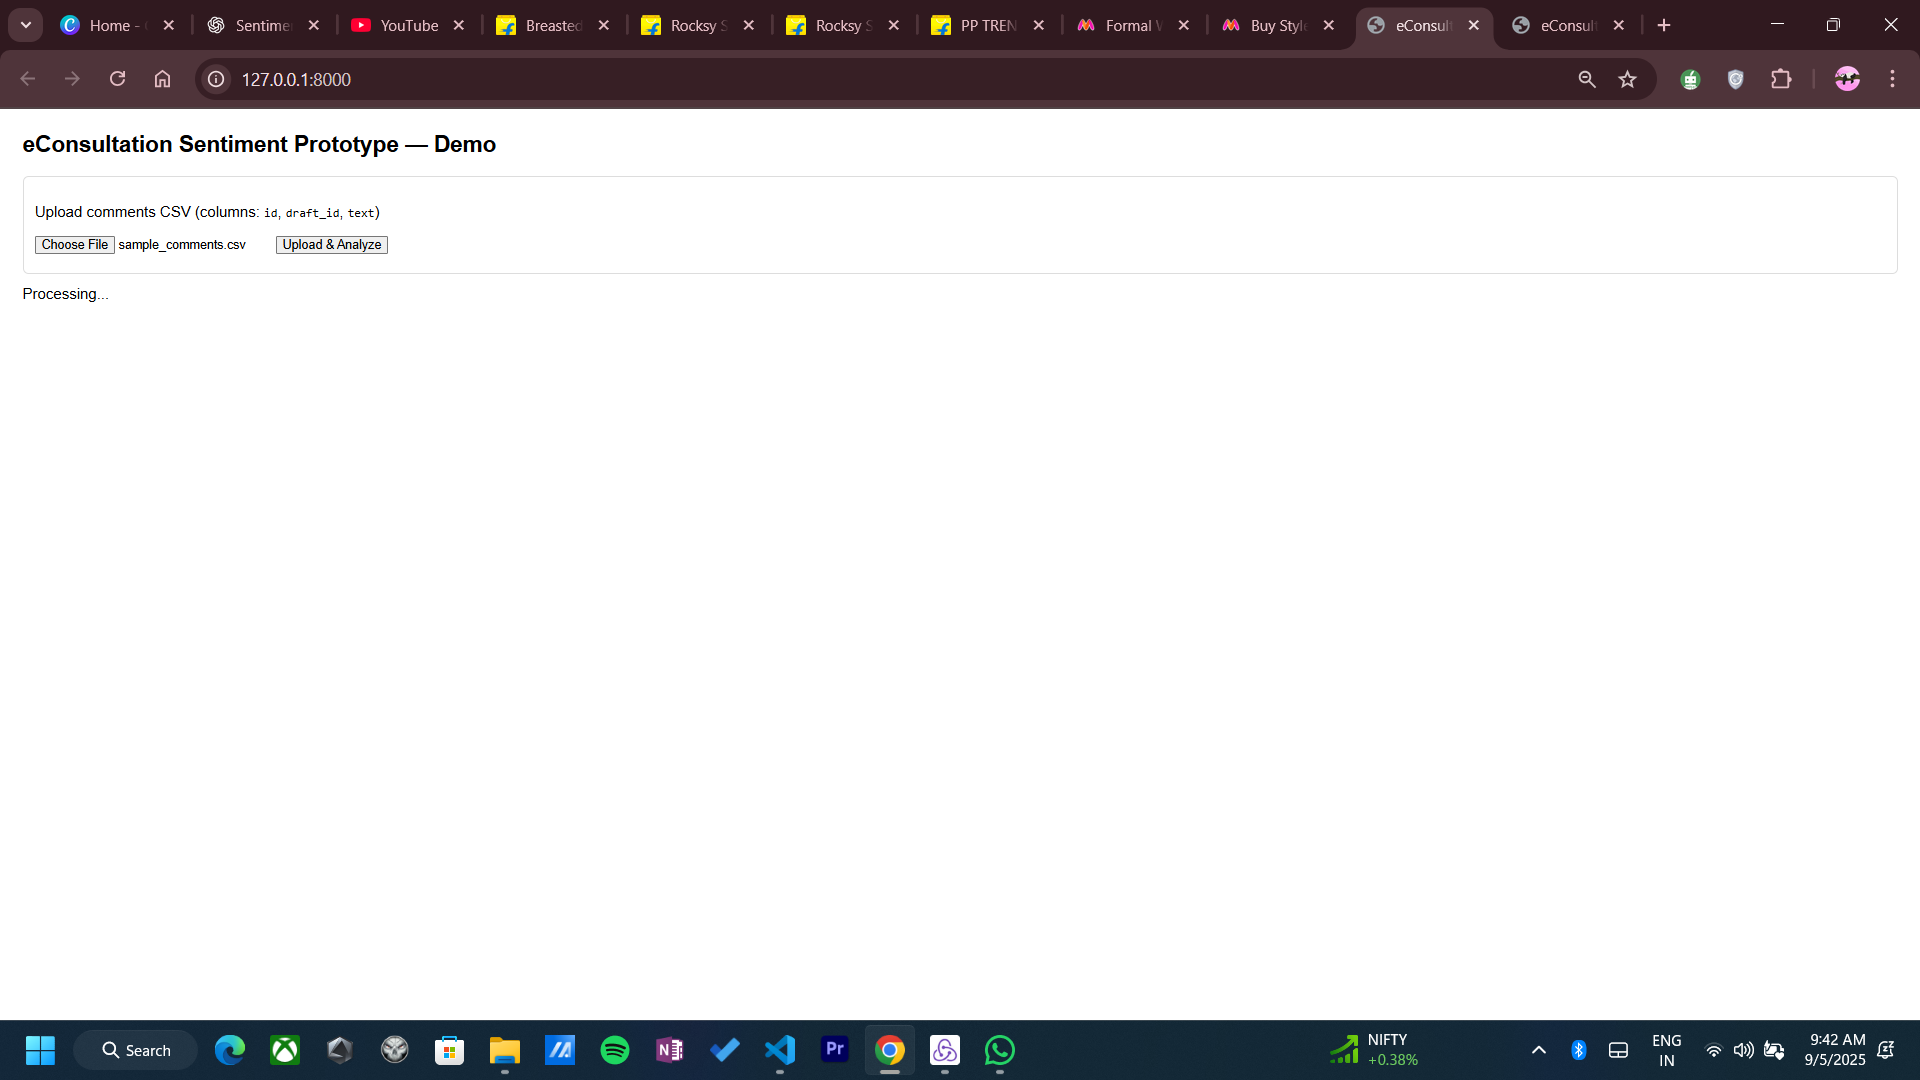 Home -
Sentime
YouTube
Breasted
Rocksy S
Rocksy S
PP TREN
Formal
Buy Style
eConsult
eConsult
127.0.0.1:8000
eConsultation Sentiment Prototype — Demo
Upload comments CSV (columns: id, draft_id, text)
Choose File sample_comments.csv Upload & Analyze
Processing...
Search
Pr
NIFTY
+0.38%
ENG
IN
9:42 AM
9/5/2025